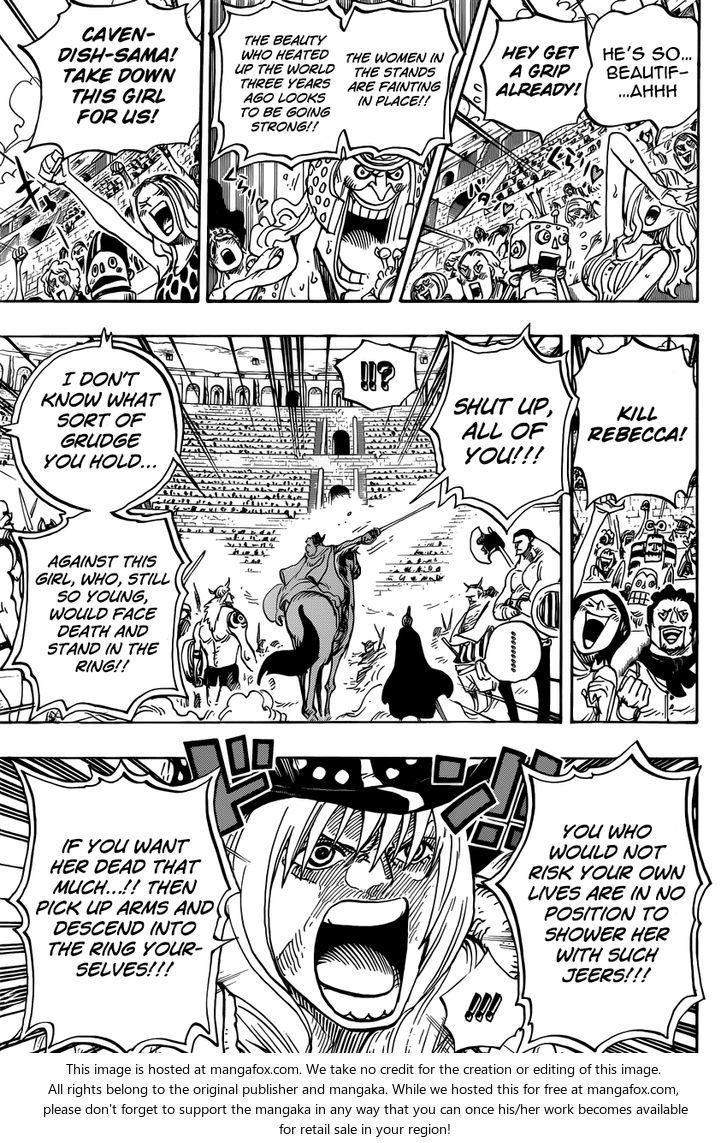 HE'S SO...
BEAUTIF-
...AHHH
HEY GET
A GRIP
ALREADY!
THE WOMEN IN
THE STANDS
ARE FAINTING
IN PLACE!!
THE BEAUTY
WHO HEATED
UP THE WORLD
THREE YEARS
AGO LOOKS
TO BE GOING
STRONG!!
CAVEN-
DISH-SAMA!
TAKE DOWN
THIS GIRL
FOR US!
KILL
REBECCA!
SHUT UP,
ALL OF
YOU!!!
!!?
I DON'T
KNOW WHAT
SORT OF
GRUDGE
YOU HOLD...
AGAINST THIS
GIRL, WHO, STILL
SO YOUNG,
WOULD FACE
DEATH AND
STAND IN THE
RING!!
YOU WHO
WOULD NOT
RISK YOUR OWN
LIVES ARE IN NO
POSITION TO
SHOWER HER
WITH SUCH
JEERS!!!
IF YOU WANT
HER DEAD THAT
MUCH...!! THEN
PICK UP ARMS AND
DESCEND INTO
THE RING YOUR-
SELVES!!!
!!!
This image is hosted at mangafox.com. We take no credit for the creation or editing of this image.
All rights belong to the original publisher and mangaka. While we hosted this for free at mangafox.com,
please don't forget to support the mangaka in any way that you can once his/her work becomes available
for retail sale in your region!